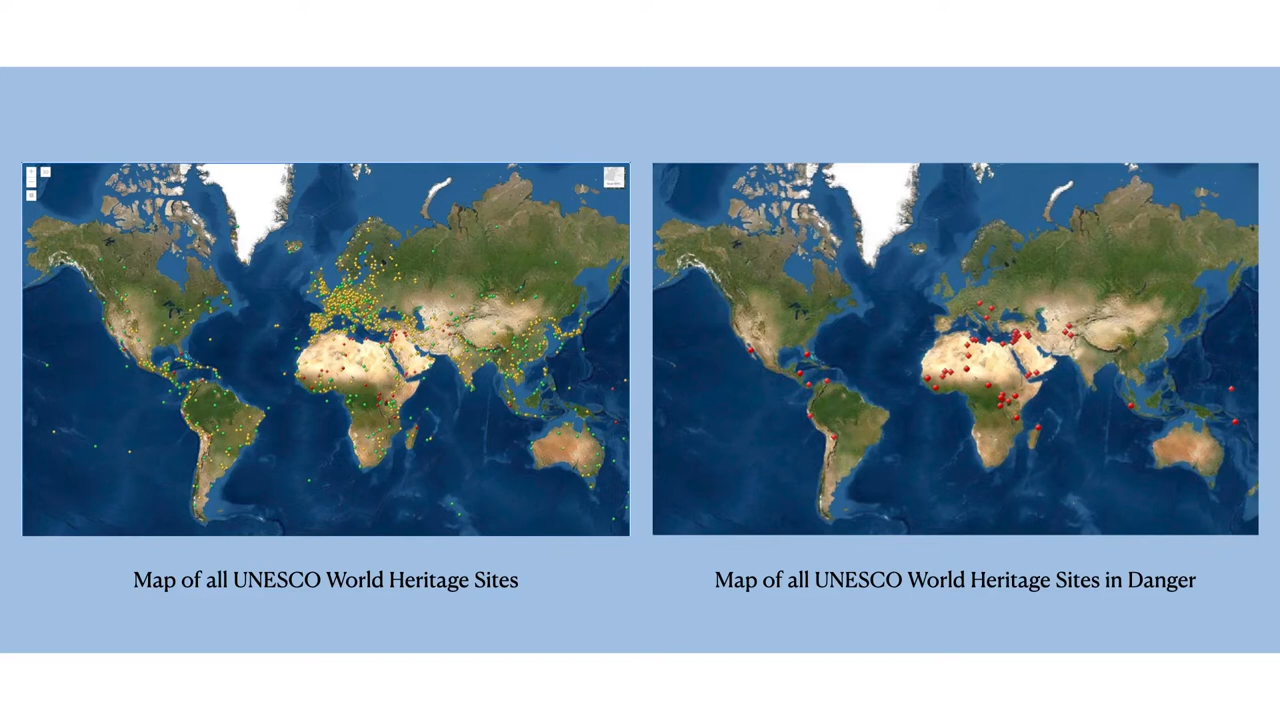 Map of all UNESCO World Heritage Sites
Map of all UNESCO World Heritage Sites in Danger